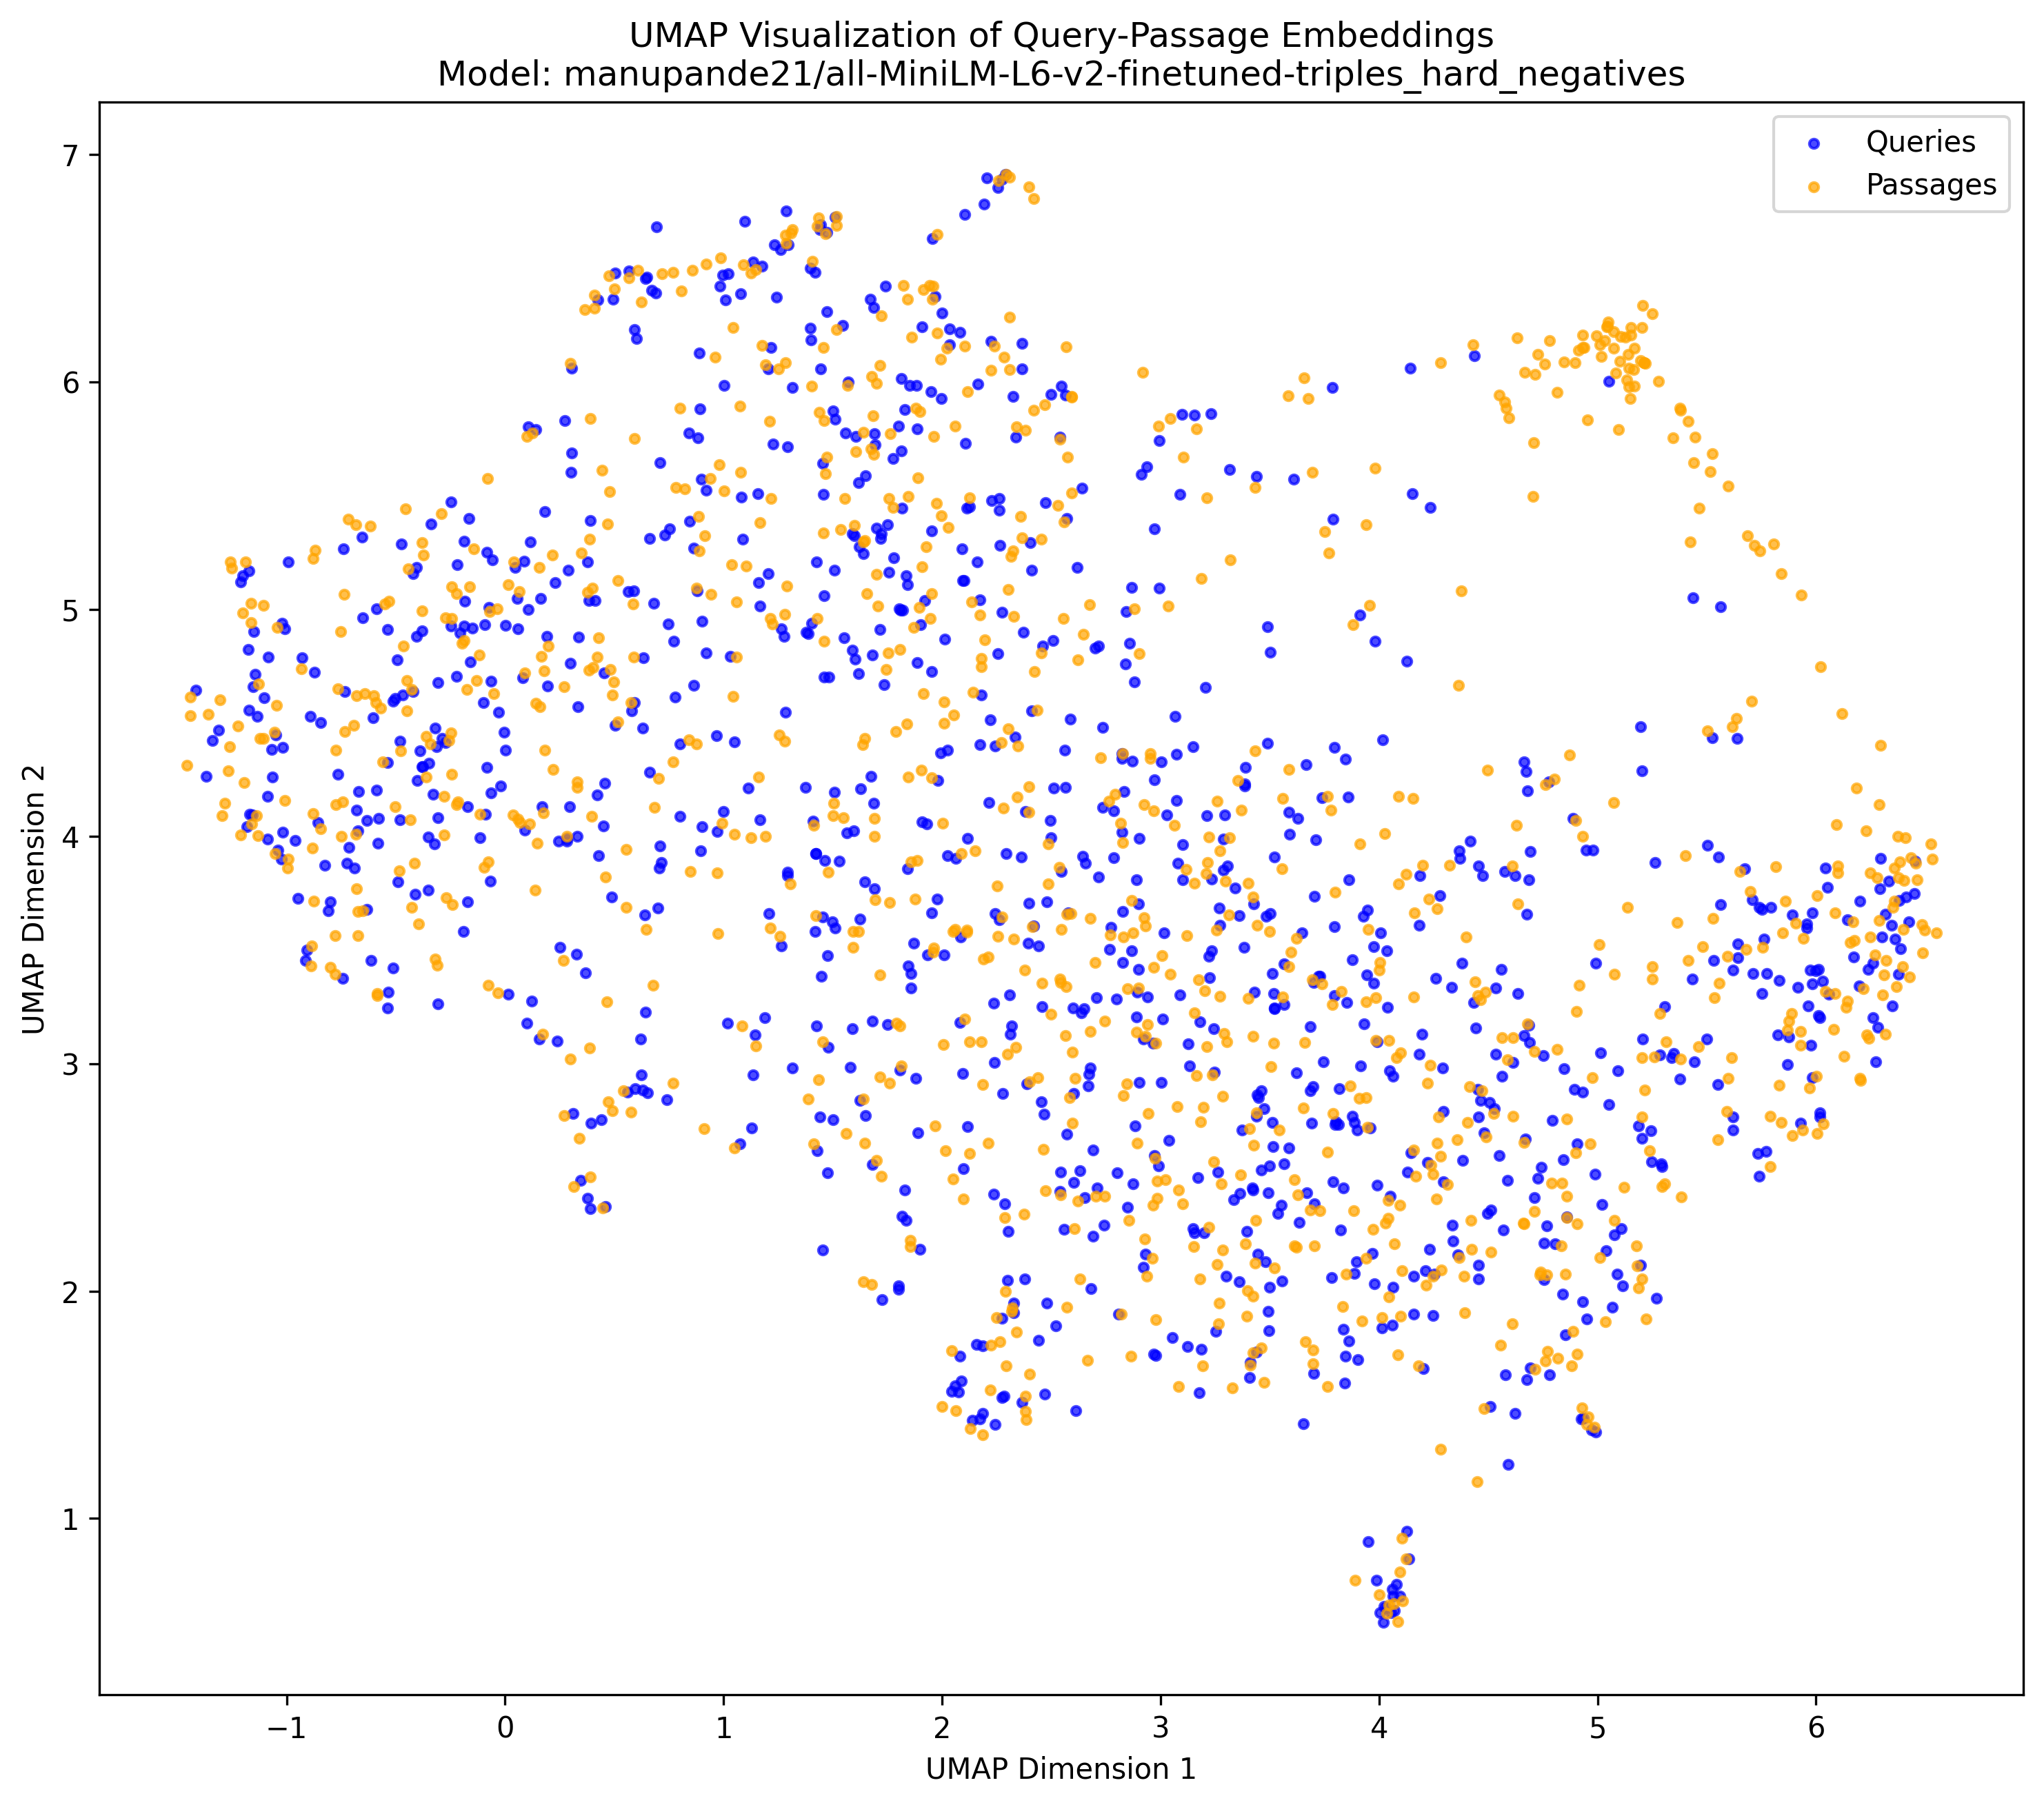 UMAP Visualization of Query-Passage Embeddings
Model: manupande21/all-MiniLM-L6-v2-finetuned-triples_hard_negatives
Queries
Passages
7
6
5
4
3
2
1
UMAP Dimension 2
−1 0 1 2 3 4 5 6
UMAP Dimension 1